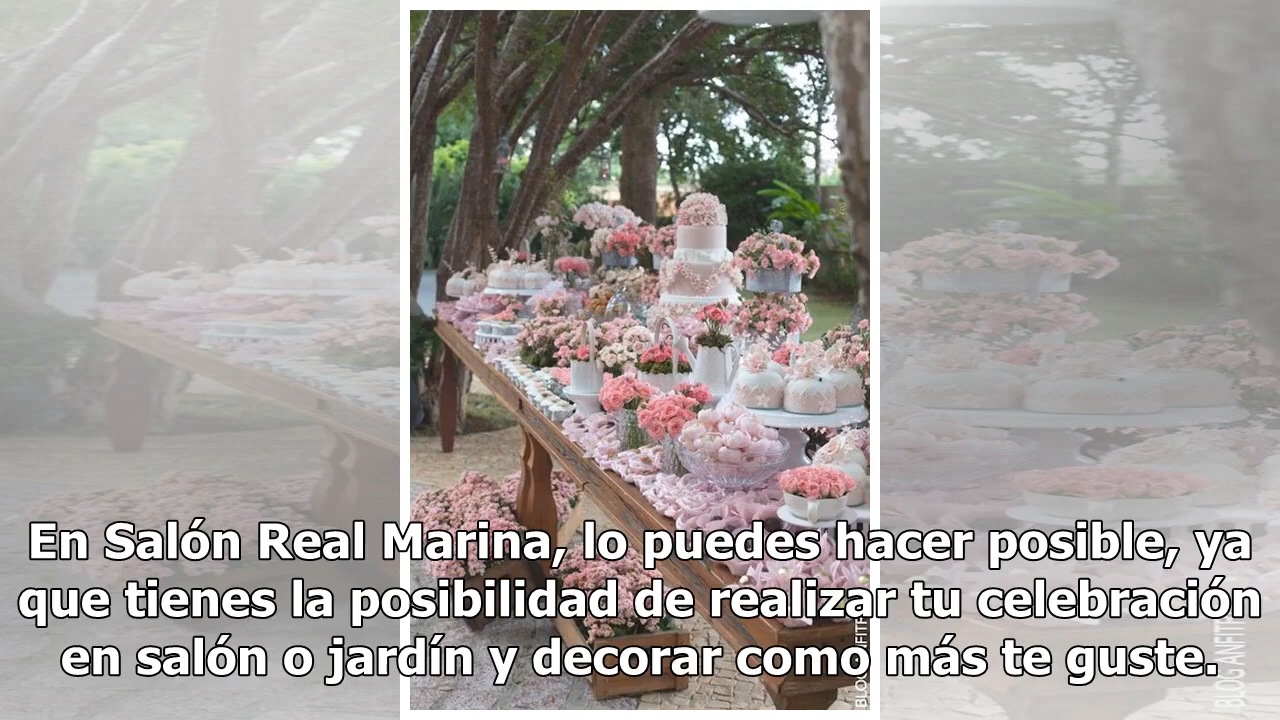 En Salón Real Marina, lo puedes hacer posible, ya
que tienes la posibilidad de realizar tu celebración
en salón o jardín y decorar como más te guste.